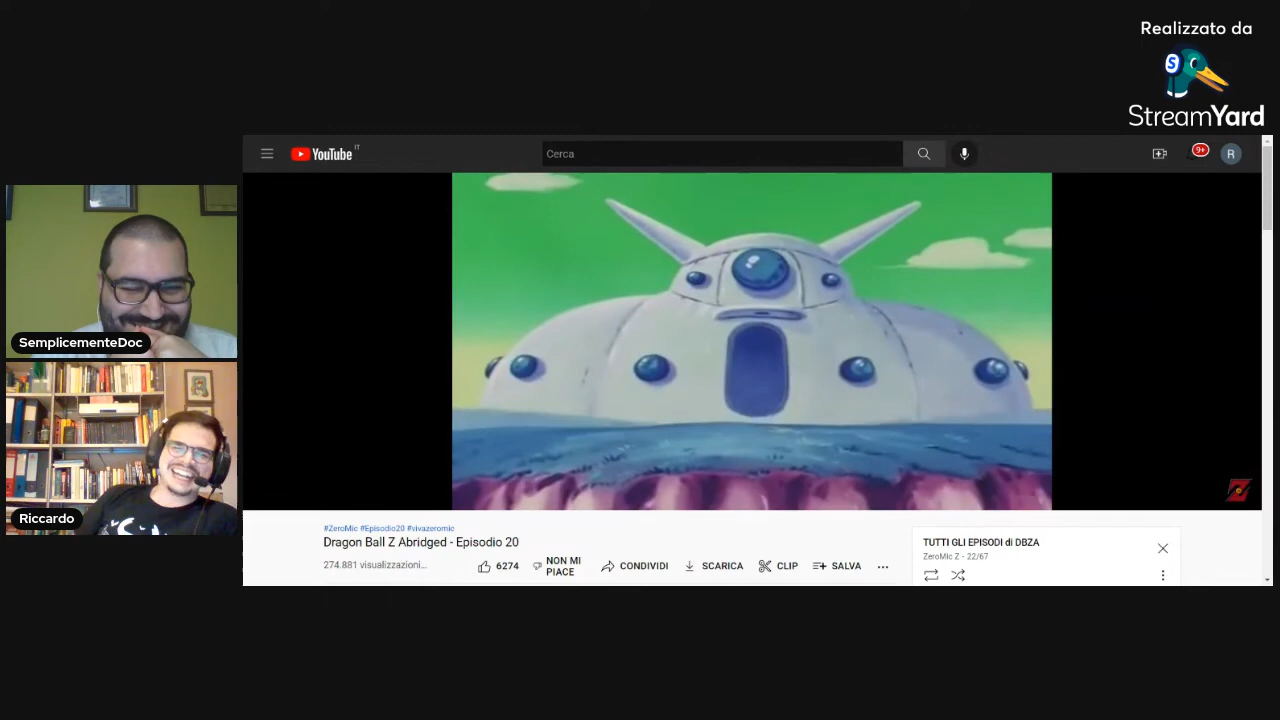 Realizzato da
S
StreamYard
YouTube IT
Cerca
9+
R
SemplicementeDoc
Riccardo
#ZeroMic #Episodio20 #vivazeromic
Dragon Ball Z Abridged - Episodio 20
274.881 visualizzazioni...
6274
NON MI
PIACE
CONDIVIDI
SCARICA
CLIP
SALVA
TUTTI GLI EPISODI di DBZA
ZeroMic Z - 22/67